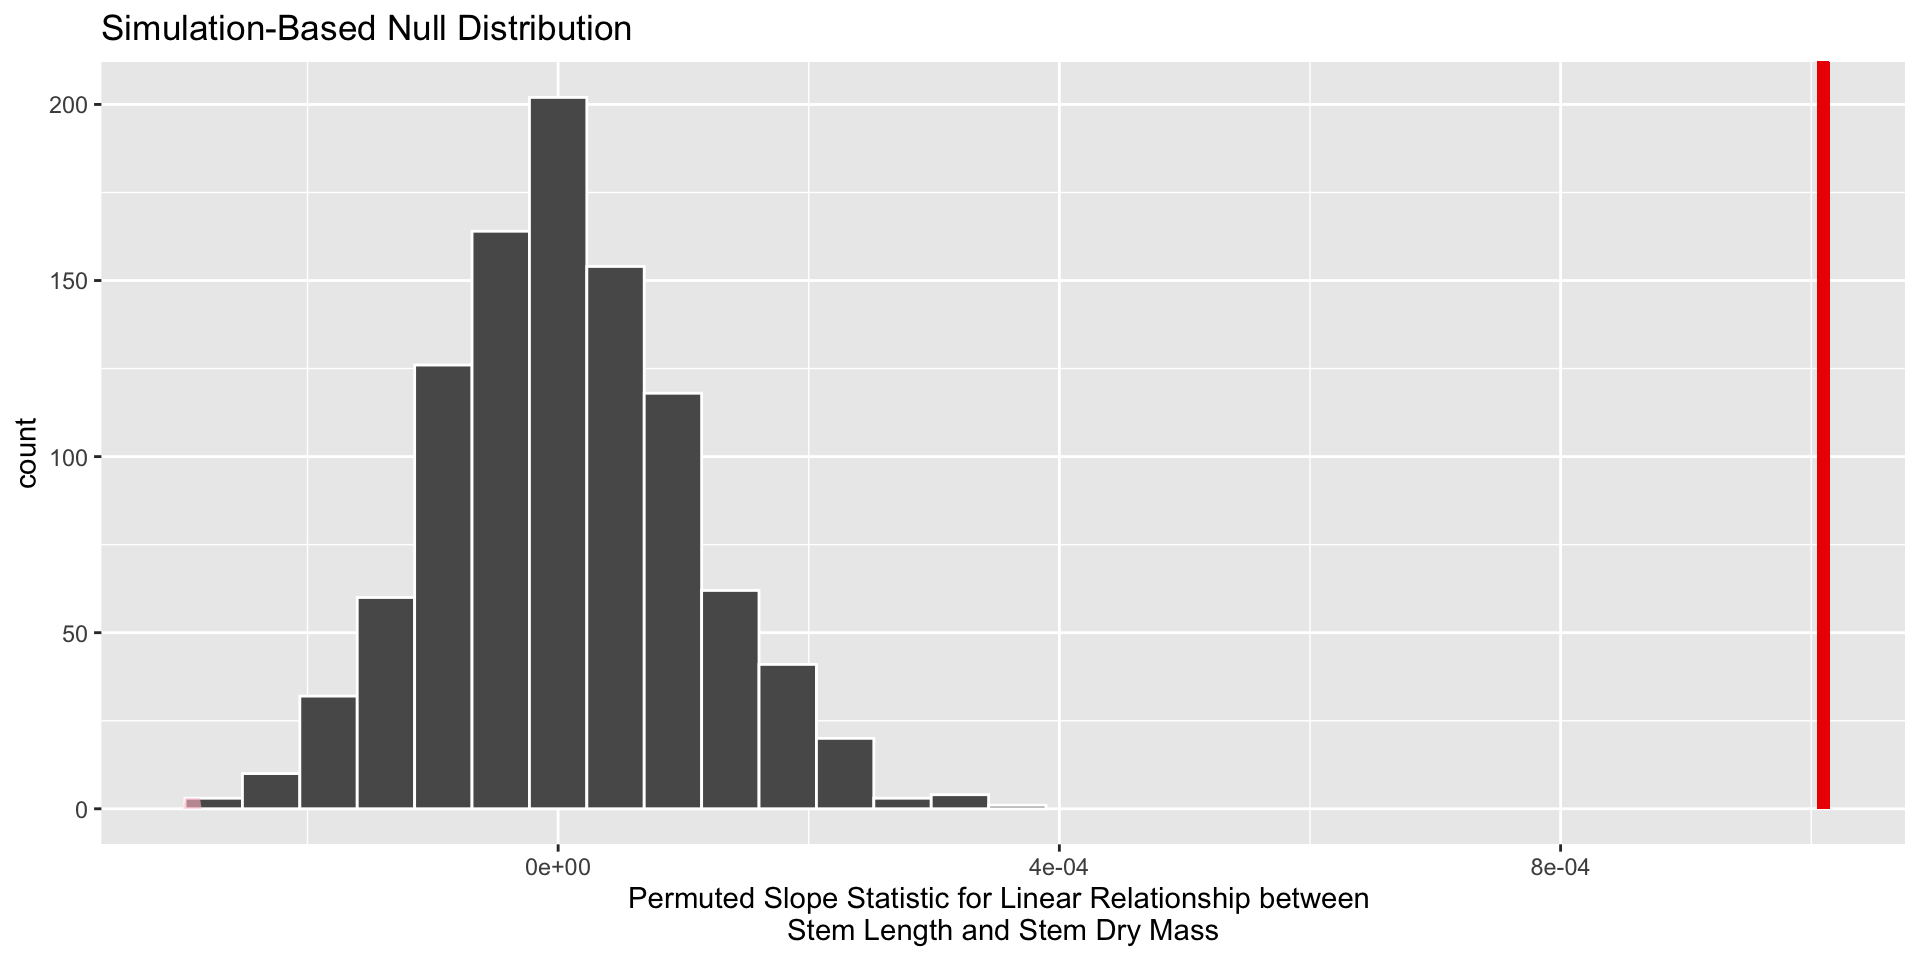 Simulation-Based Null Distribution
count
200
150
100
50
0
0e+00
4e-04
8e-04
Permuted Slope Statistic for Linear Relationship between
Stem Length and Stem Dry Mass